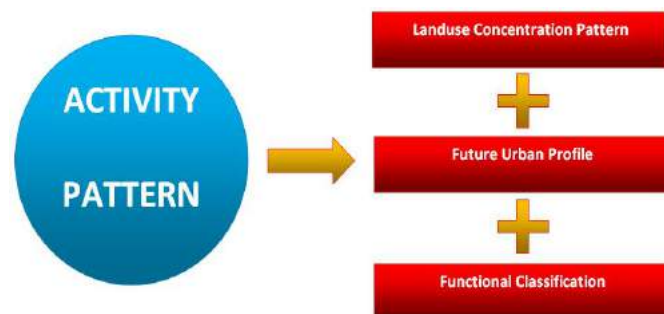 ACTIVITY
PATTERN
Landuse Concentration Pattern
Future Urban Profile
Functional Classification